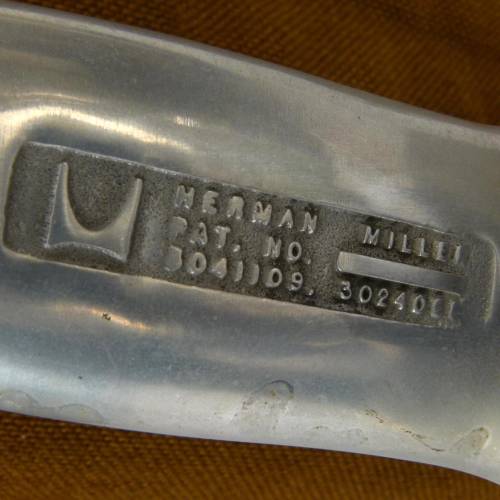 HERMAN MILLER
PAT. NO.
3041109.